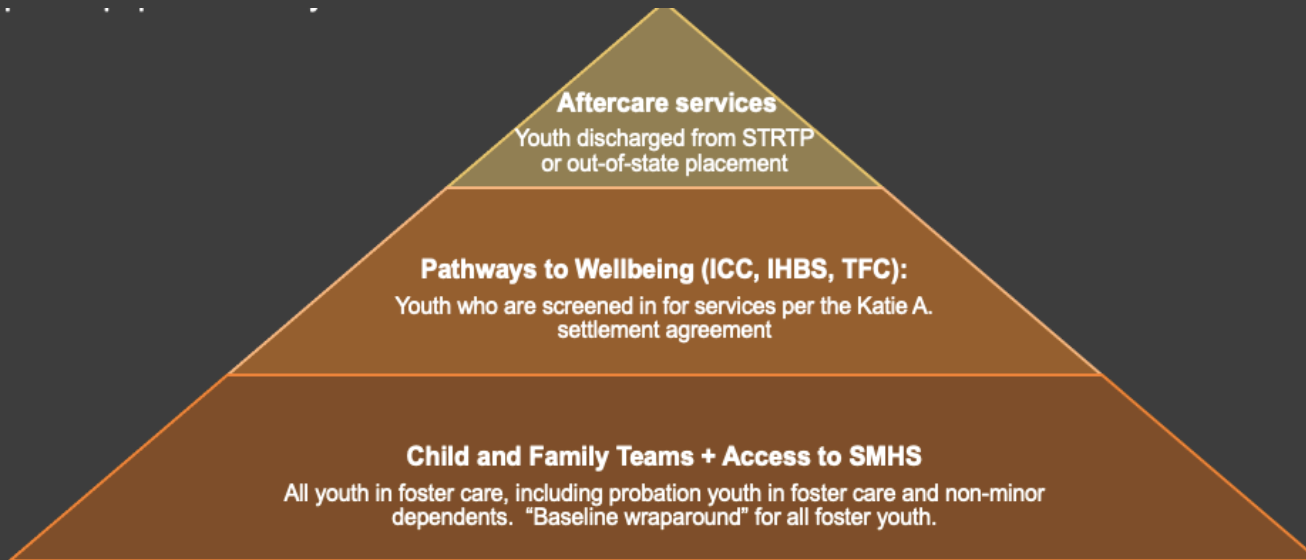 Aftercare services
Youth discharged from STRTP
or out-of-state placement
Pathways to Wellbeing (ICC, IHBS, TFC):
Youth who are screened in for services per the Katie A.
settlement agreement
Child and Family Teams + Access to SMHS
All youth in foster care, including probation youth in foster care and non-minor
dependents.  “Baseline wraparound” for all foster youth.